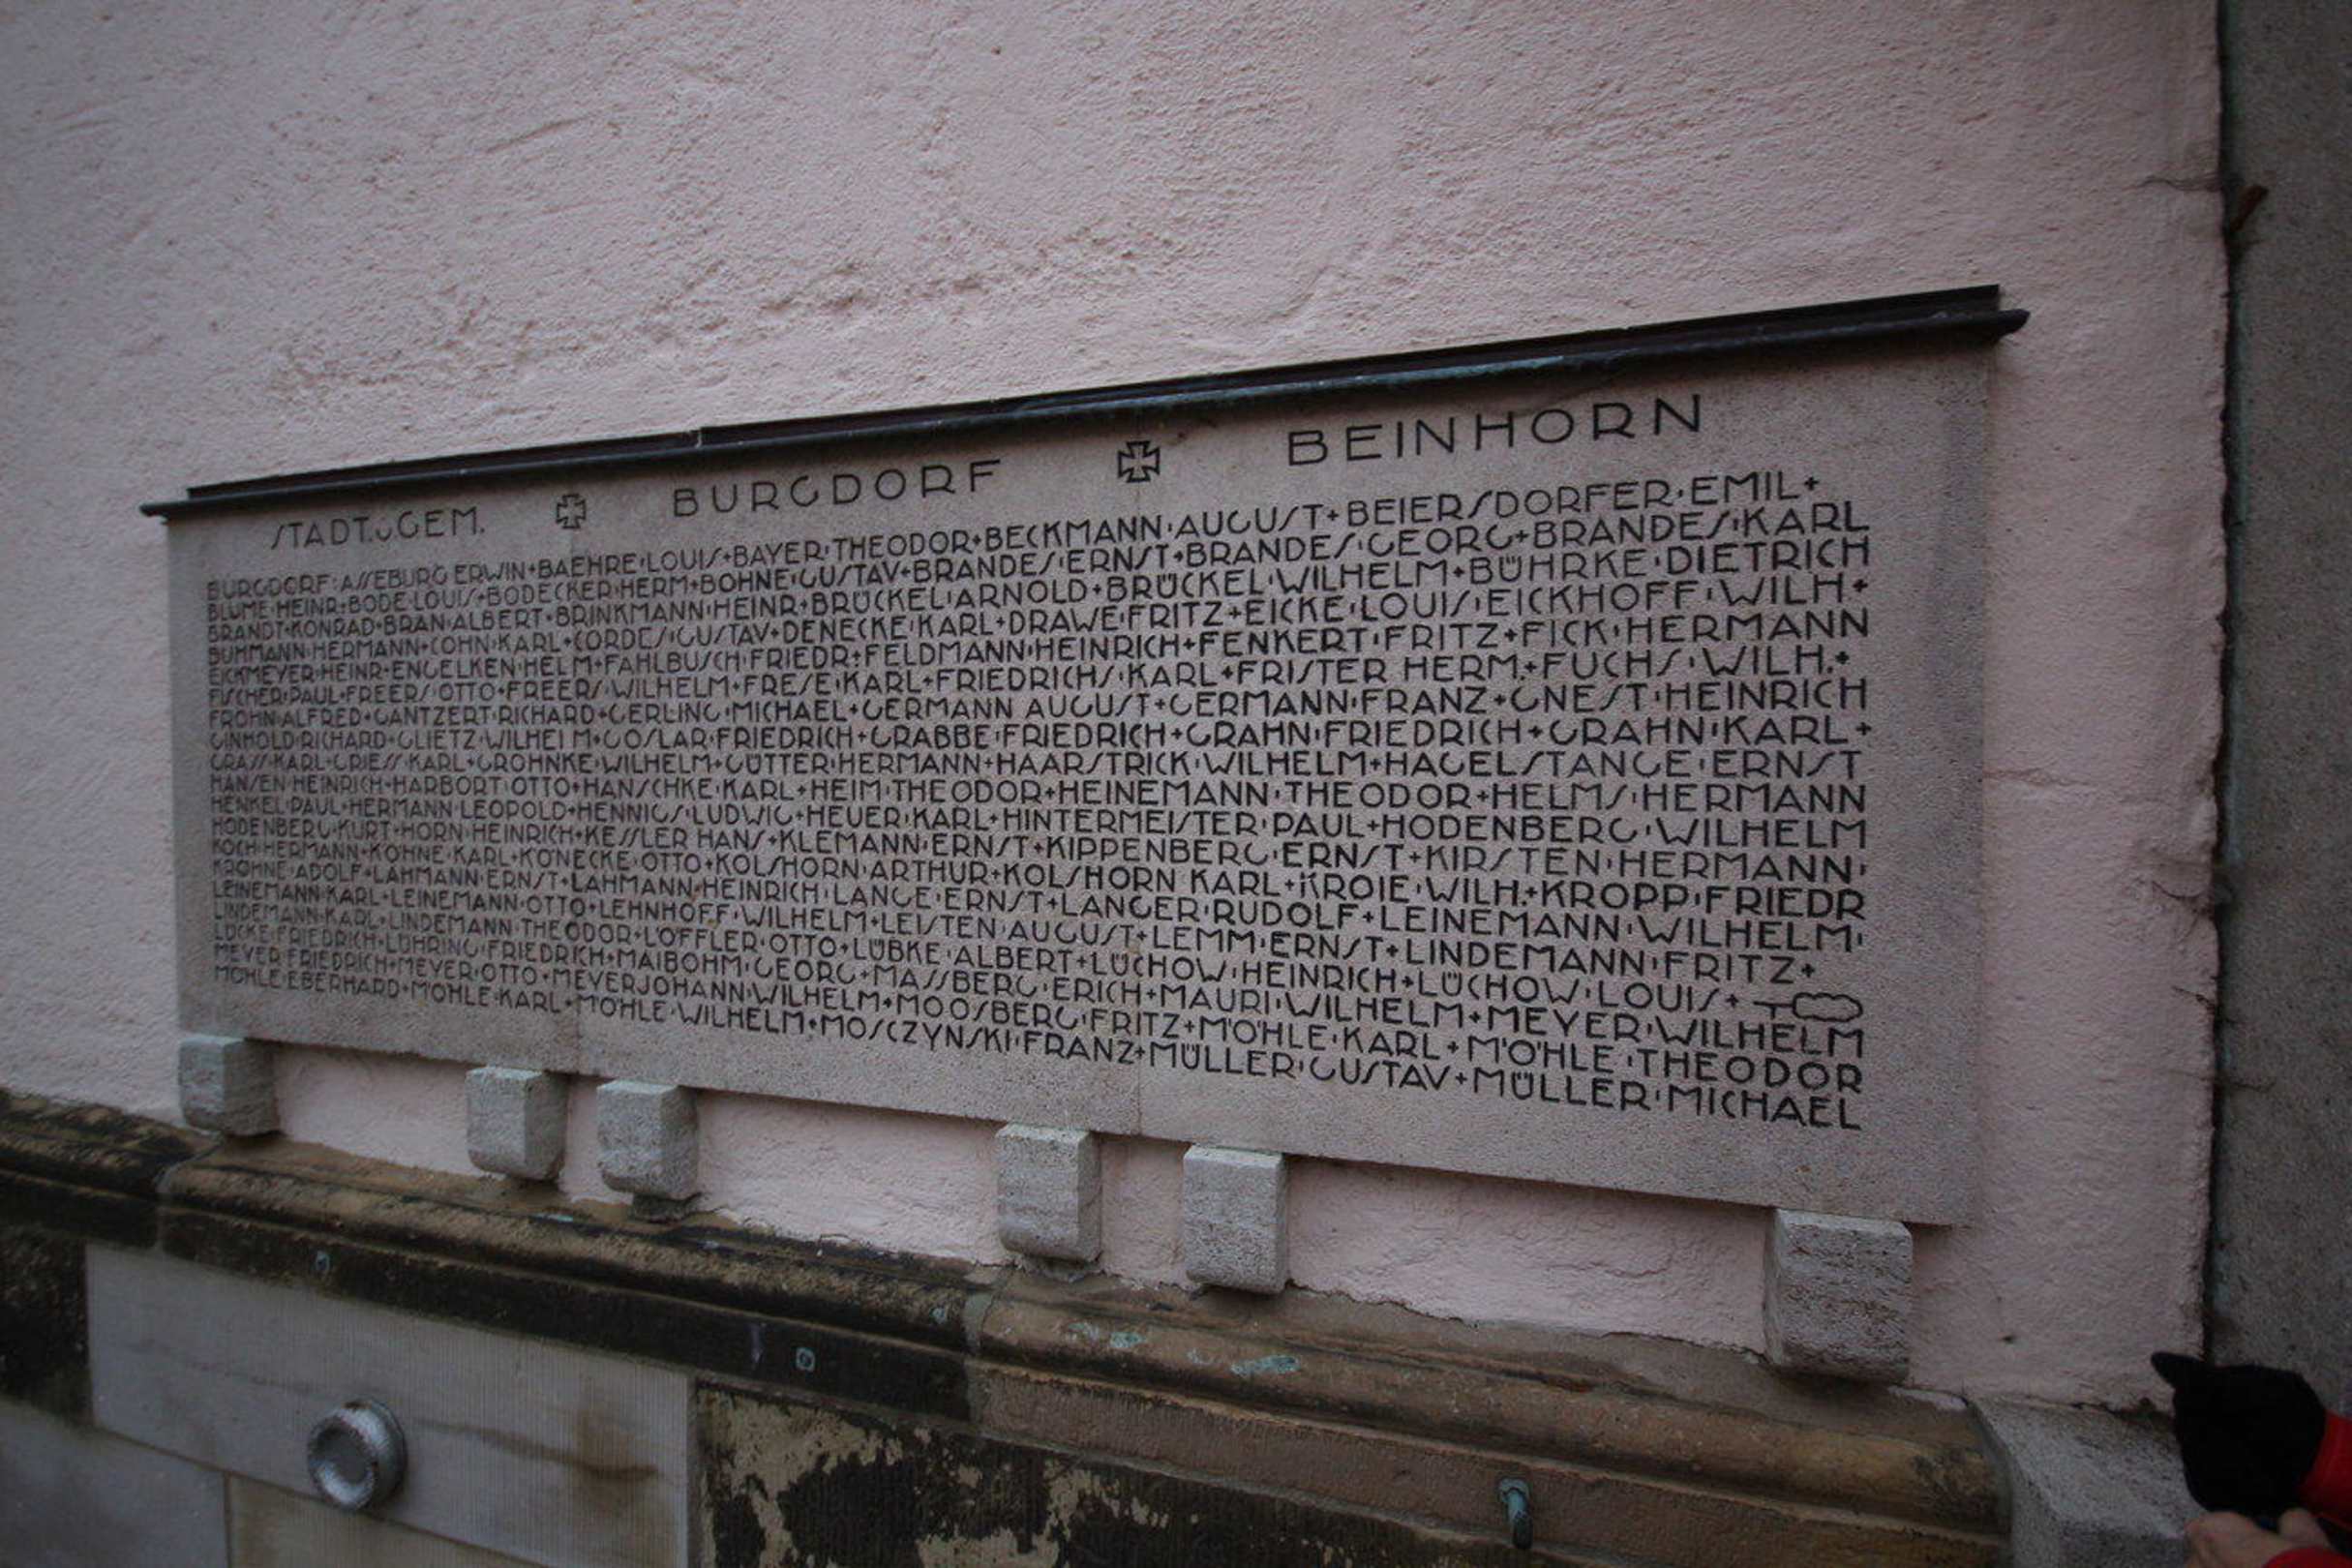 STADT.U.GEM. ✠ BURGDORF ✠ BEINHORN
BURGDORF: ASSEBURG ERWIN + BAEHRE · LOUIS + BAYER · THEODOR + BECKMANN · AUGUST + BEIERSDORFER · EMIL +
BLUME · HEINR + BODE · LOUIS + BODECKER · HERM + BOHNE · GUSTAV + BRANDES · ERNST + BRANDES · GEORG + BRANDES · KARL
BRANDT · KONRAD + BRAN · ALBERT + BRINKMANN · HEINR + BRÜCKEL · ARNOLD + BRÜCKEL · WILHELM + BÜHRKE · DIETRICH
BUHMANN · HERMANN + COHN · KARL + CORDES · GUSTAV + DENECKE · KARL + DRAWE · FRITZ + EICKE · LOUIS · EICKHOFF · WILH +
EICKMEYER · HEINR + ENGELKEN · HELM + FAHLBUSCH · FRIEDR + FELDMANN · HEINRICH + FENKERT · FRITZ + FICK · HERMANN
FISCHER · PAUL + FREERS · OTTO + FREERS · WILHELM + FRESE · KARL + FRIEDRICHS · KARL + FRISTER HERM. + FUCHS · WILH. +
FROHN · ALFRED + GANTZERT · RICHARD + GERLING · MICHAEL + GERMANN AUGUST + GERMANN · FRANZ + GNEST · HEINRICH
GINHOLD · RICHARD + GLIETZ · WILHELM + GOSLAR · FRIEDRICH + GRABBE · FRIEDRICH + GRAHN · FRIEDRICH + GRAHN · KARL +
GRASS · KARL + GRIESS · KARL + GROHNKE · WILHELM + GÜTTER · HERMANN + HAARSTRICK · WILHELM + HAGELSTANGE · ERNST
HANSEN · HEINRICH + HARBORT · OTTO + HANSCHKE · KARL + HEIM · THEODOR + HEINEMANN · THEODOR + HELMS · HERMANN
HENKEL · PAUL + HERMANN · LEOPOLD + HENNIGS · LUDWIG + HEUER · KARL + HINTERMEISTER · PAUL + HODENBERG · WILHELM
HODENBERG · KURT + HORN · HEINRICH + KESSLER HANS + KLEMANN · ERNST + KIPPENBERG · ERNST + KIRSTEN · HERMANN ·
KOCH · HERMANN + KÖHNE · KARL + KÖNECKE · OTTO + KOLSHORN · ARTHUR + KOLSHORN KARL + KROIE · WILH. + KROPP · FRIEDR
KROHNE · ADOLF + LAHMANN · ERNST + LAHMANN · HEINRICH · LANGE · ERNST + LANGER · RUDOLF + LEINEMANN · WILHELM ·
LEINEMANN · KARL + LEINEMANN · OTTO + LEHNHOFF · WILHELM + LEISTEN · AUGUST + LEMM · ERNST + LINDEMANN · FRITZ +
LINDEMANN · KARL + LINDEMANN · THEODOR + LÖFFLER · OTTO + LÜBKE · ALBERT + LÜCHOW · HEINRICH + LÜCHOW · LOUIS +
LÜCKE · FRIEDRICH + LÜHRING · FRIEDRICH + MAIBOHM · GEORG + MASSBERG · ERICH + MAURI · WILHELM + MEYER · WILHELM
MEYER · FRIEDRICH + MEYER · OTTO + MEYER JOHANN · WILHELM + MOOSBERG · FRITZ + MÖHLE · KARL + MÖHLE · THEODOR
MÖHLE · EBERHARD + MÖHLE · KARL + MÖHLE · WILHELM + MOSCZYNSKI · FRANZ + MÜLLER · GUSTAV + MÜLLER · MICHAEL